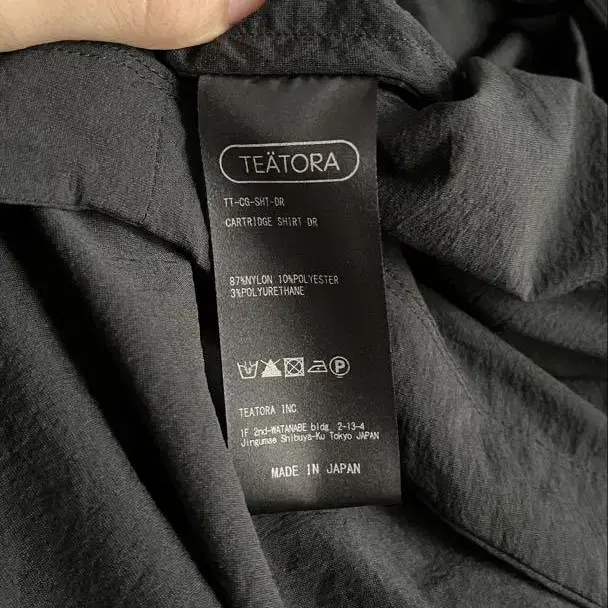 TEÄTORA
TT-CG-SHT-DR
CARTRIDGE SHIRT DR
87%NYLON 10%POLYESTER
3%POLYURETHANE
P
TEATORA INC
1F 2nd-WATANABE bldg 2-13-4
Jingumae Shibuya-Ku Tokyo JAPAN
MADE IN JAPAN